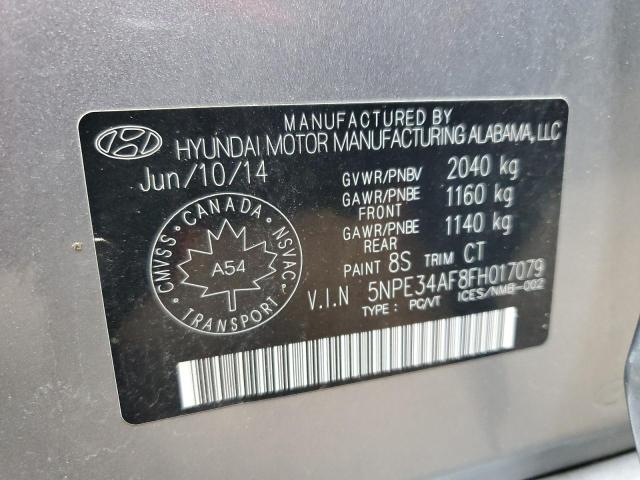 MANUFACTURED BY
HYUNDAI MOTOR MANUFACTURING ALABAMA, LLC
Jun/10/14
GVWR/PNBV 2040 kg
GAWR/PNBE FRONT 1160 kg
GAWR/PNBE REAR 1140 kg
PAINT 8S TRIM CT
V.I.N 5NPE34AF8FH017079
TYPE : PC/VT ICES/NMB-002
CMVSS CANADA NSVAC
A54
TRANSPORT